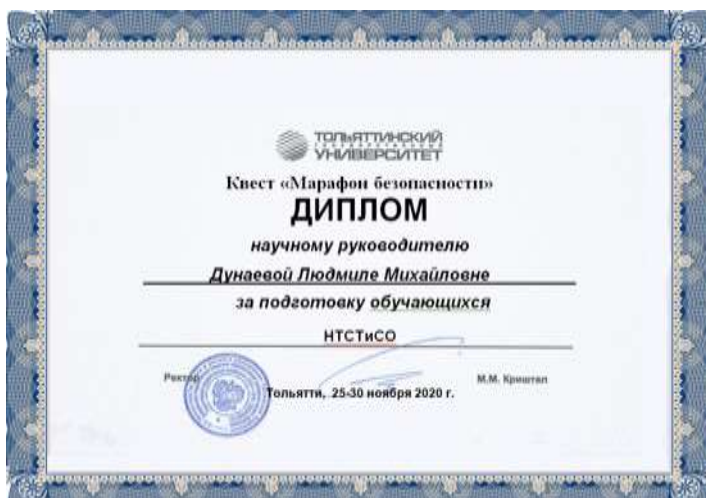 ТОЛЬЯТТИНСКИЙ
ГОСУДАРСТВЕННЫЙ
УНИВЕРСИТЕТ
Квест «Марафон безопасности»
ДИПЛОМ
научному руководителю
Дунаевой Людмиле Михайловне
за подготовку обучающихся
НТСТиСО
Ректор М.М. Криштал
Тольятти, 25-30 ноября 2020 г.